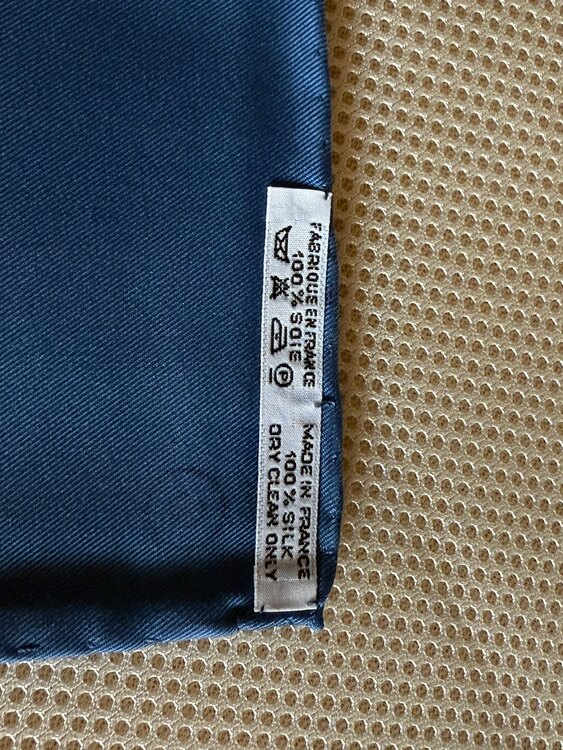 FABRIQUE EN FRANCE
100 % SOIE
P
MADE IN FRANCE
100 % SILK
DRY CLEAN ONLY